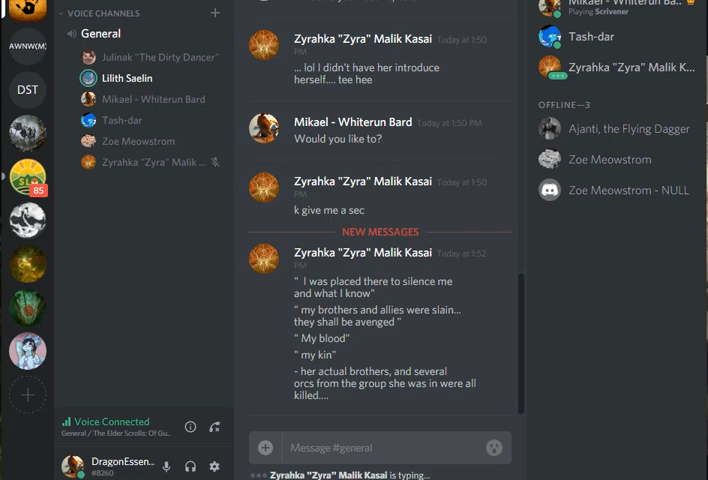 VOICE CHANNELS
General
Julinak "The Dirty Dancer"
Lilith Saelin
Mikael - Whiterun Bard
Tash-dar
Zoe Meowstrom
Zyrahka "Zyra" Malik ...
AWNW(M)
DST
85
Voice Connected
General / The Elder Scrolls: Of Gu...
DragonEssen...
#8260
Zyrahka "Zyra" Malik Kasai Today at 1:50
PM
... lol I didn't have her introduce
herself.... tee hee
Mikael - Whiterun Bard Today at 1:50 PM
Would you like to?
Zyrahka "Zyra" Malik Kasai Today at 1:50
PM
k give me a sec
NEW MESSAGES
Zyrahka "Zyra" Malik Kasai Today at 1:52
PM
" I was placed there to silence me
and what I know"
" my brothers and allies were slain...
they shall be avenged "
" My blood"
" my kin"
- her actual brothers, and several
orcs from the group she was in were all
killed....
Message #general
Zyrahka "Zyra" Malik Kasai is typing...
Mikael - Whiterun Ba..
Playing Scrivener
Tash-dar
Zyrahka "Zyra" Malik K...
OFFLINE—3
Ajanti, the Flying Dagger
Zoe Meowstrom
Zoe Meowstrom - NULL